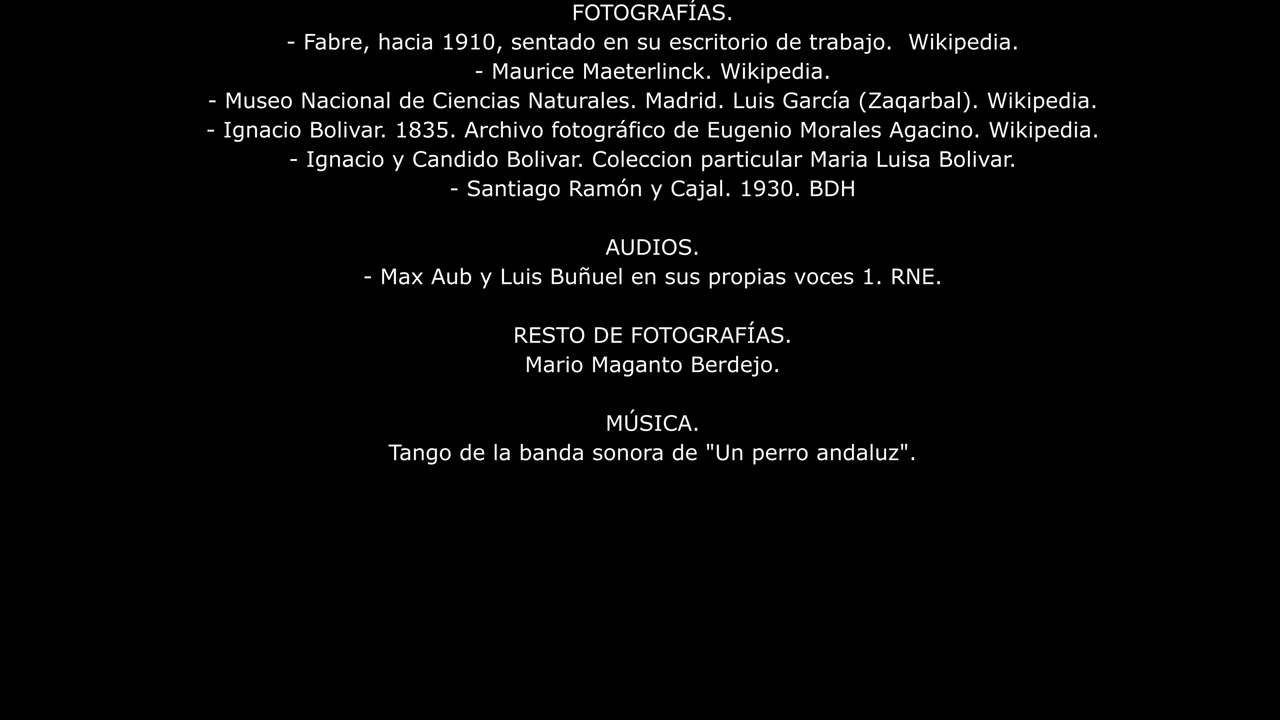 FOTOGRAFÍAS.
- Fabre, hacia 1910, sentado en su escritorio de trabajo.  Wikipedia.
- Maurice Maeterlinck. Wikipedia.
- Museo Nacional de Ciencias Naturales. Madrid. Luis García (Zaqarbal). Wikipedia.
- Ignacio Bolivar. 1835. Archivo fotográfico de Eugenio Morales Agacino. Wikipedia.
- Ignacio y Candido Bolivar. Coleccion particular Maria Luisa Bolivar.
- Santiago Ramón y Cajal. 1930. BDH
AUDIOS.
- Max Aub y Luis Buñuel en sus propias voces 1. RNE.
RESTO DE FOTOGRAFÍAS.
Mario Maganto Berdejo.
MÚSICA.
Tango de la banda sonora de "Un perro andaluz".